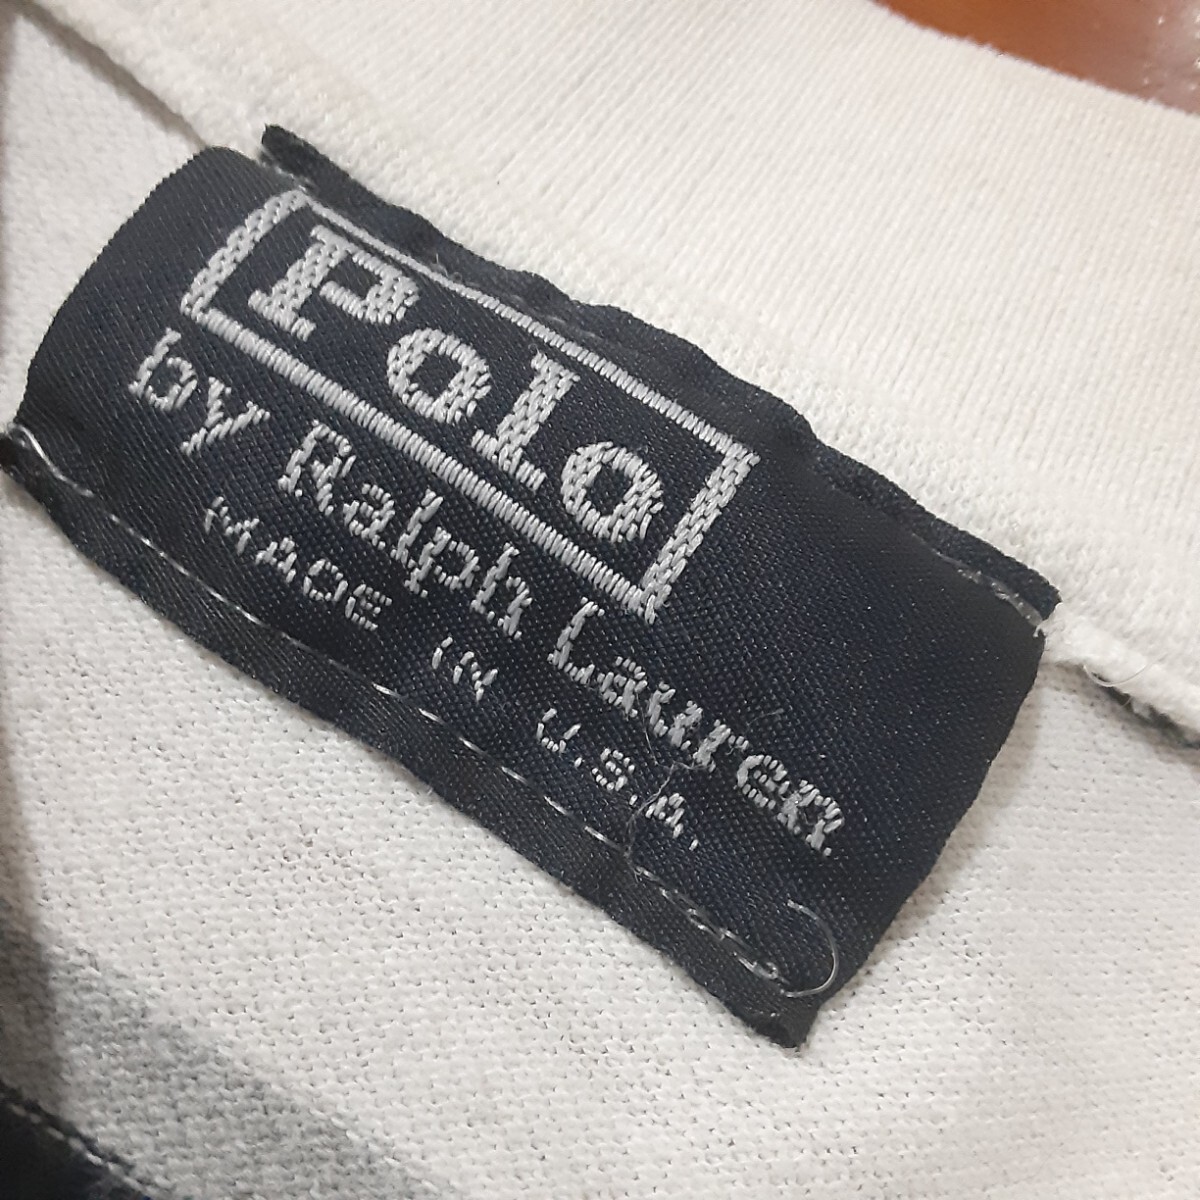 Polo
by Ralph Lauren
MADE IN U.S.A.